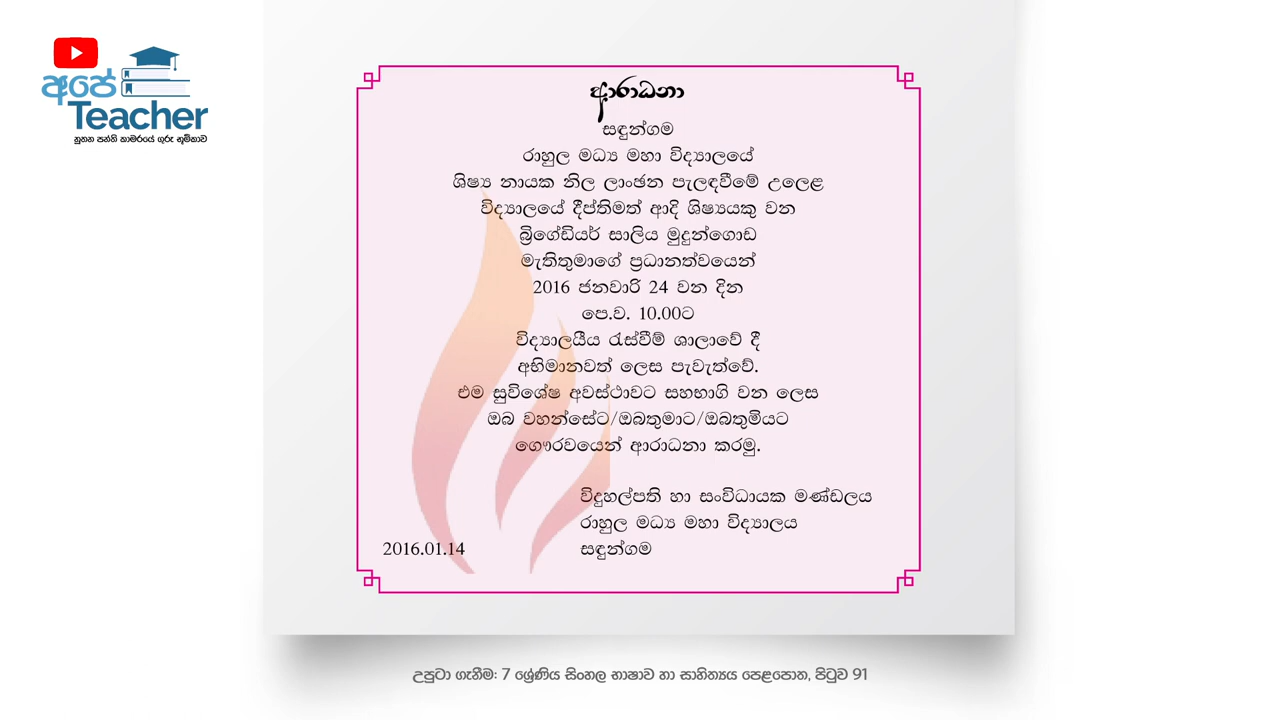 අපේ
Teacher
නූතන පන්ති කාමරයේ ගුරු භූමිකාව
ආරාධනා
සඳුන්ගම
රාහුල මධ්‍ය මහා විද්‍යාලයේ
ශිෂ්‍ය නායක නිල ලාංඡන පැලඳවීමේ උලෙළ
විද්‍යාලයේ දීප්තිමත් ආදි ශිෂ්‍යයකු වන
බ්‍රිගේඩියර් සාලිය මුදුන්ගොඩ
මැතිතුමාගේ ප්‍රධානත්වයෙන්
2016 ජනවාරි 24 වන දින
පෙ.ව. 10.00ට
විද්‍යාලයීය රැස්වීම් ශාලාවේ දී
අභිමානවත් ලෙස පැවැත්වේ.
එම සුවිශේෂ අවස්ථාවට සහභාගි වන ලෙස
ඔබ වහන්සේට/ඔබතුමාට/ඔබතුමියට
ගෞරවයෙන් ආරාධනා කරමු.
විදුහල්පති හා සංවිධායක මණ්ඩලය
රාහුල මධ්‍ය මහා විද්‍යාලය
2016.01.14 සඳුන්ගම
උපුටා ගැනීම: 7 ශ්‍රේණිය සිංහල භාෂාව හා සාහිත්‍යය පෙළපොත, පිටුව 91